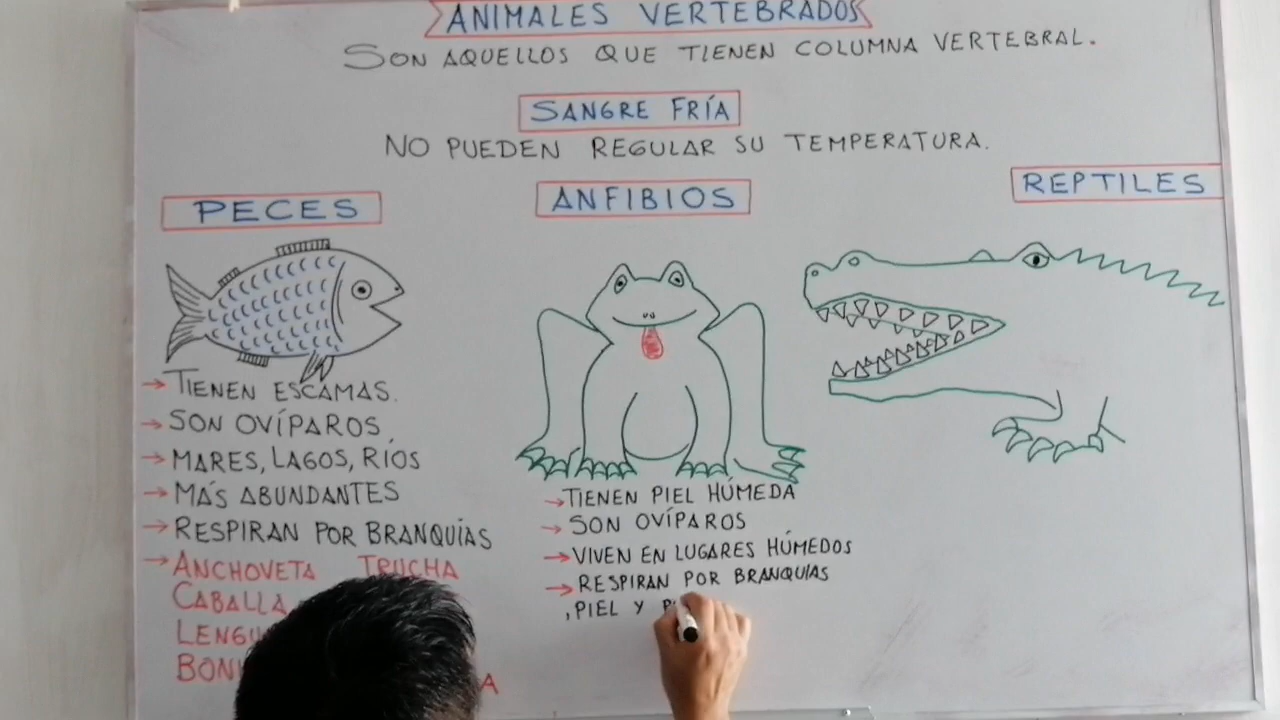 ANIMALES VERTEBRADOS
SON AQUELLOS QUE TIENEN COLUMNA VERTEBRAL.
SANGRE FRÍA
NO PUEDEN REGULAR SU TEMPERATURA.
PECES
→ TIENEN ESCAMAS.
→ SON OVÍPAROS
→ MARES, LAGOS, RÍOS
→ MÁS ABUNDANTES
→ RESPIRAN POR BRANQUÍAS
→ ANCHOVETA TRUCHA
CABALLA
ANFIBIOS
→ TIENEN PIEL HÚMEDA
→ SON OVÍPAROS
→ VIVEN EN LUGARES HÚMEDOS
→ RESPIRAN POR BRANQUIAS
, PIEL Y
REPTILES